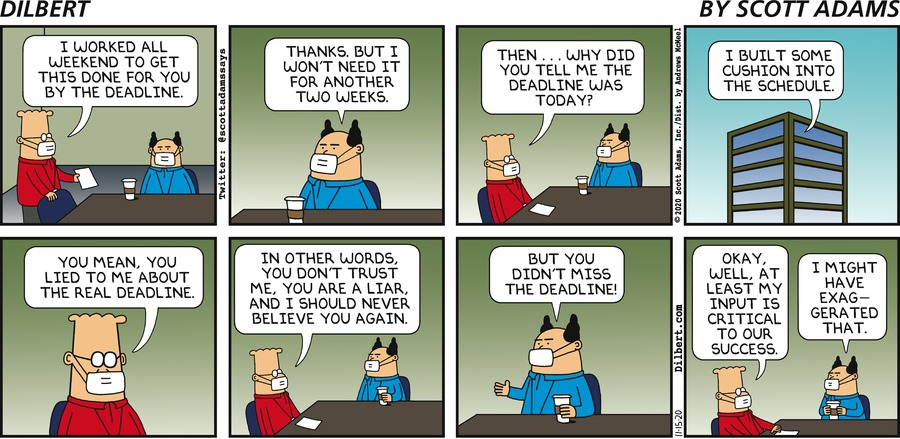 DILBERT
BY SCOTT ADAMS
I WORKED ALL
WEEKEND TO GET
THIS DONE FOR YOU
BY THE DEADLINE.
Twitter: @scottadamssays
THANKS. BUT I
WON'T NEED IT
FOR ANOTHER
TWO WEEKS.
THEN . . . WHY DID
YOU TELL ME THE
DEADLINE WAS
TODAY?
© 2020 Scott Adams, Inc./Dist. by Andrews McMeel
I BUILT SOME
CUSHION INTO
THE SCHEDULE.
YOU MEAN, YOU
LIED TO ME ABOUT
THE REAL DEADLINE.
IN OTHER WORDS,
YOU DON'T TRUST
ME, YOU ARE A LIAR,
AND I SHOULD NEVER
BELIEVE YOU AGAIN.
BUT YOU
DIDN'T MISS
THE DEADLINE!
11-15-20
Dilbert.com
OKAY,
WELL, AT
LEAST MY
INPUT IS
CRITICAL
TO OUR
SUCCESS.
I MIGHT
HAVE
EXAG-
GERATED
THAT.